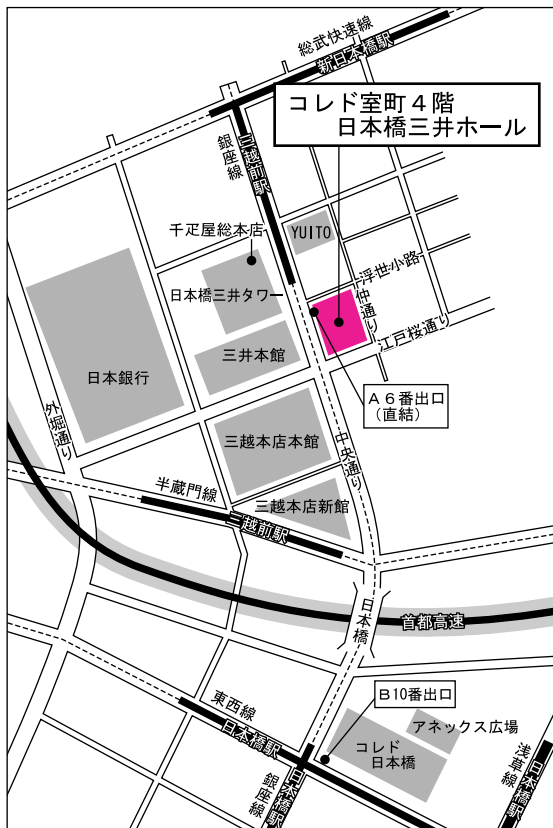 総武快速線
新日本橋駅
コレド室町4階
日本橋三井ホール
銀座線
三越前駅
千疋屋総本店
YUITO
浮世小路
仲通り
日本橋三井タワー
江戸桜通り
三井本館
日本銀行
A6番出口
(直結)
外堀通り
三越本店本館
中央通り
半蔵門線
三越本店新館
三越前駅
日本橋
首都高速
東西線
日本橋駅
B10番出口
アネックス広場
コレド
日本橋
浅草線
日本橋駅
銀座線
日本橋駅